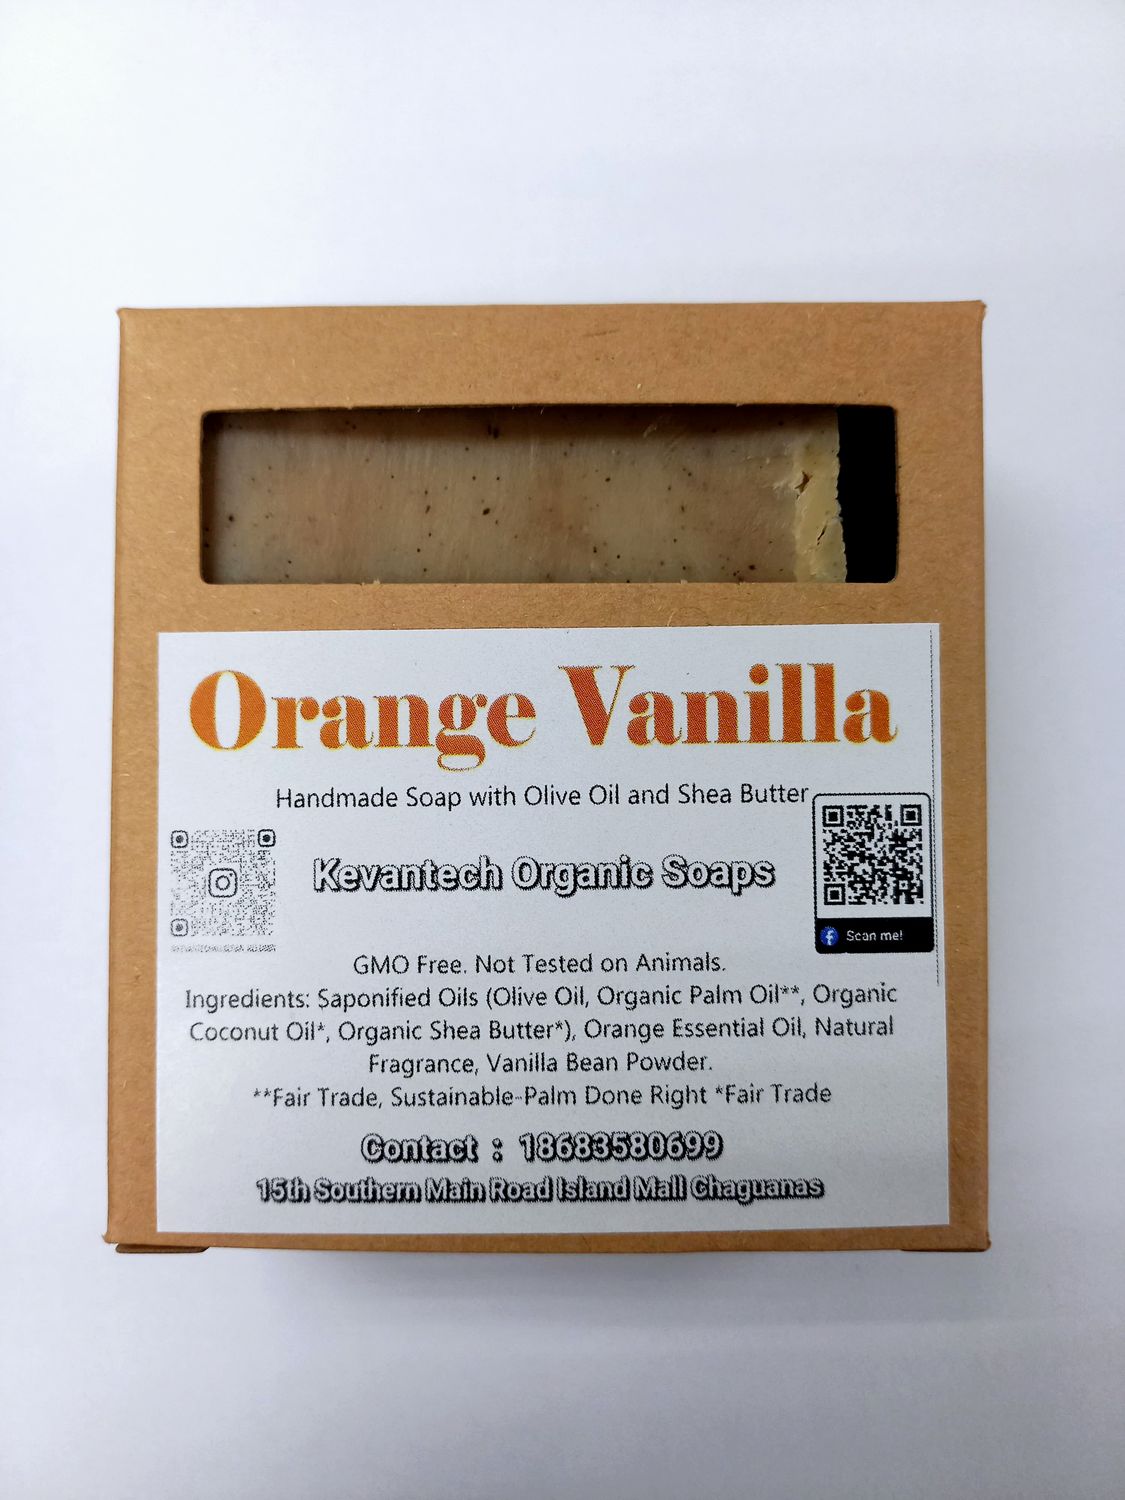 Orange Vanilla
Handmade Soap with Olive Oil and Shea Butter
Kevantech Organic Soaps
Scan me!
GMO Free. Not Tested on Animals.
Ingredients: Saponified Oils (Olive Oil, Organic Palm Oil**, Organic
Coconut Oil*, Organic Shea Butter*), Orange Essential Oil, Natural
Fragrance, Vanilla Bean Powder.
**Fair Trade, Sustainable-Palm Done Right *Fair Trade
Contact : 18683580699
15th Southern Main Road Island Mall Chaguanas